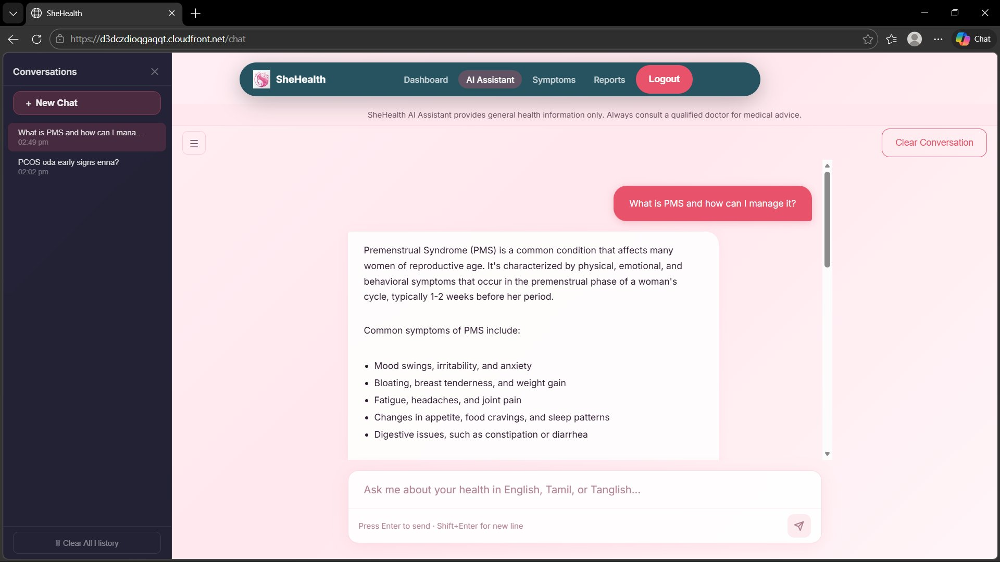 SheHealth
https://d3dczdioqgaqqt.cloudfront.net/chat
Chat
Conversations
+ New Chat
What is PMS and how can I mana...
02:49 pm
PCOS oda early signs enna?
02:02 pm
Clear All History
SheHealth
Dashboard
AI Assistant
Symptoms
Reports
Logout
SheHealth AI Assistant provides general health information only. Always consult a qualified doctor for medical advice.
Clear Conversation
What is PMS and how can I manage it?
Premenstrual Syndrome (PMS) is a common condition that affects many
women of reproductive age. It's characterized by physical, emotional, and
behavioral symptoms that occur in the premenstrual phase of a woman's
cycle, typically 1-2 weeks before her period.
Common symptoms of PMS include:
• Mood swings, irritability, and anxiety
• Bloating, breast tenderness, and weight gain
• Fatigue, headaches, and joint pain
• Changes in appetite, food cravings, and sleep patterns
• Digestive issues, such as constipation or diarrhea
Ask me about your health in English, Tamil, or Tanglish...
Press Enter to send · Shift+Enter for new line